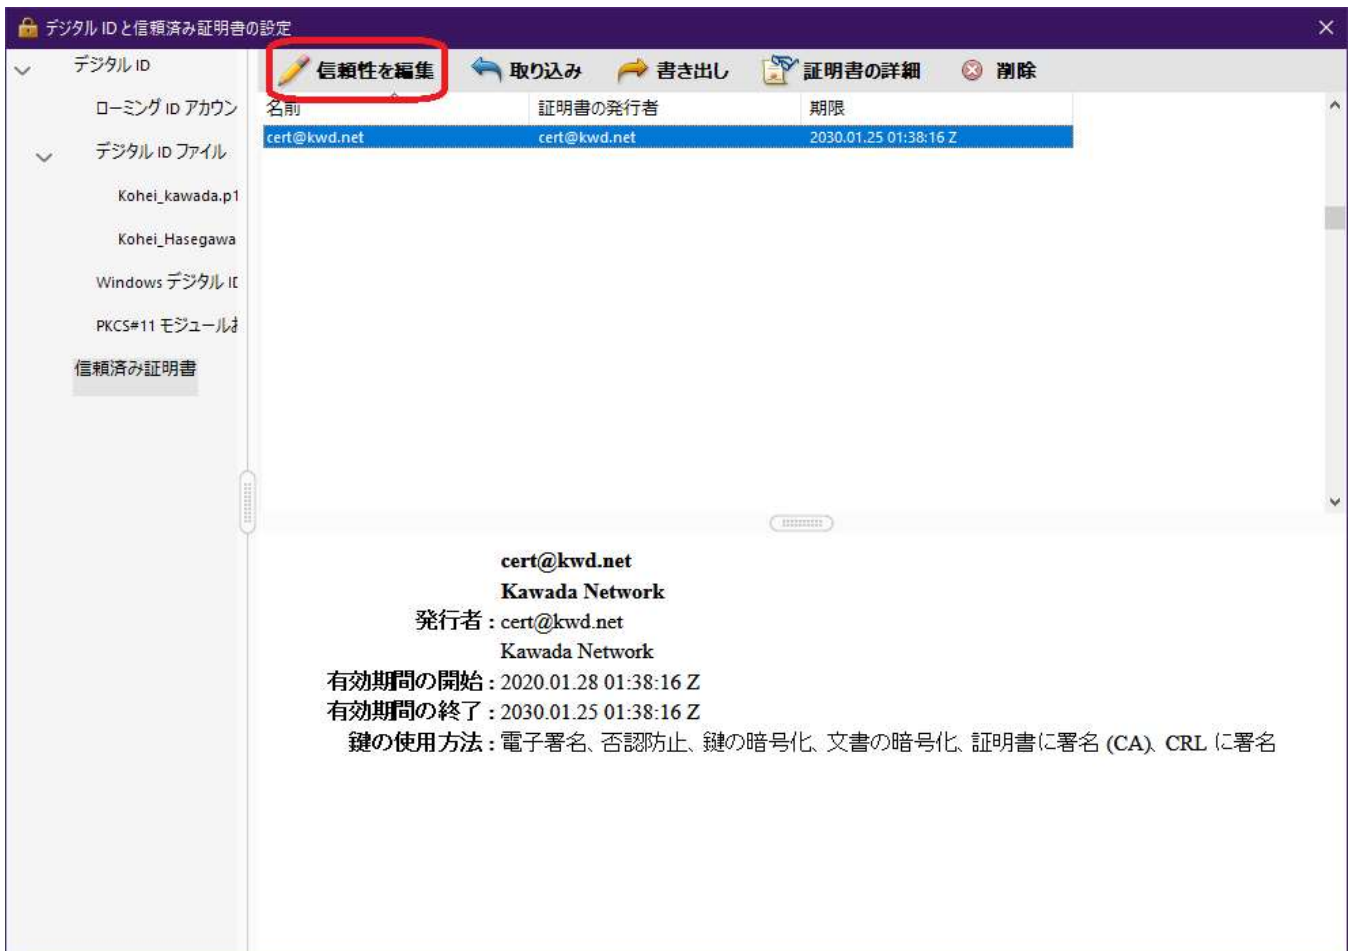 デジタル ID と信頼済み証明書の設定
デジタル ID
ローミング ID アカウン
デジタル ID ファイル
Kohei_kawada.p1
Kohei_Hasegawa
Windows デジタル ID
PKCS#11 モジュールお
信頼済み証明書
信頼性を編集 取り込み 書き出し 証明書の詳細 削除
名前 証明書の発行者 期限
cert@kwd.net cert@kwd.net 2030.01.25 01:38:16 Z
cert@kwd.net
Kawada Network
発行者 : cert@kwd.net
Kawada Network
有効期間の開始 : 2020.01.28 01:38:16 Z
有効期間の終了 : 2030.01.25 01:38:16 Z
鍵の使用方法 : 電子署名、否認防止、鍵の暗号化、文書の暗号化、証明書に署名 (CA)、CRL に署名